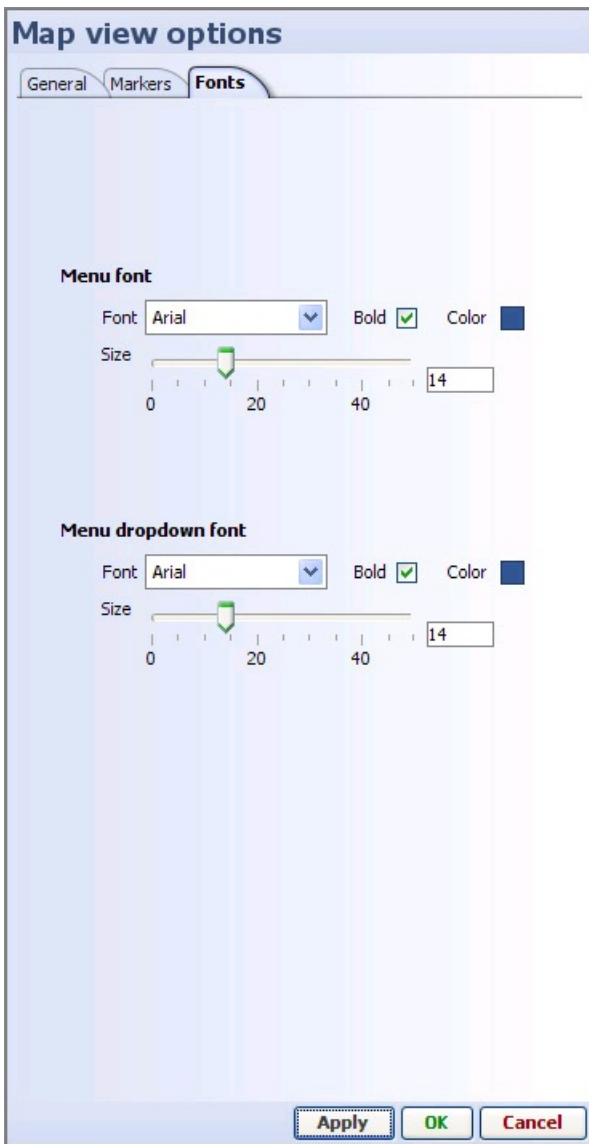 Map view options
General Markers Fonts
Menu font
Font Arial Bold Color
Size
14
0 20 40
Menu dropdown font
Font Arial Bold Color
Size
14
0 20 40
Apply OK Cancel